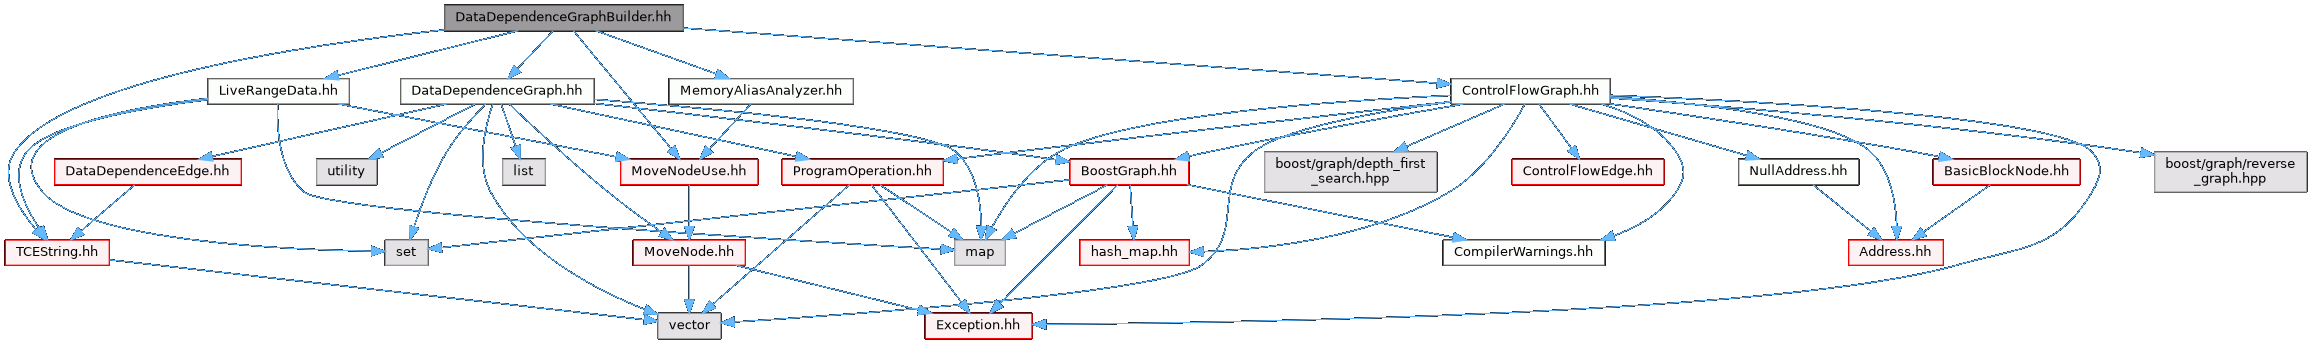 DataDependenceGraphBuilder.hh
LiveRangeData.hh
DataDependenceGraph.hh
MemoryAliasAnalyzer.hh
ControlFlowGraph.hh
DataDependenceEdge.hh
utility
list
MoveNodeUse.hh
ProgramOperation.hh
BoostGraph.hh
boost/graph/depth_first
_search.hpp
ControlFlowEdge.hh
NullAddress.hh
BasicBlockNode.hh
boost/graph/reverse
_graph.hpp
TCEString.hh
set
MoveNode.hh
map
hash_map.hh
CompilerWarnings.hh
Address.hh
vector
Exception.hh